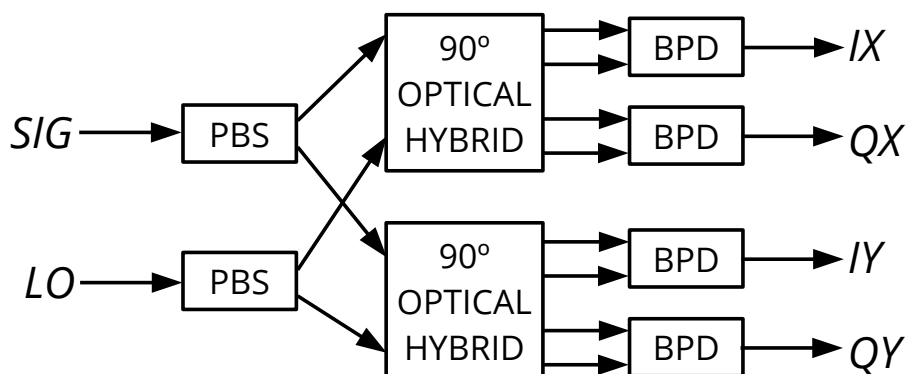 SIG
PBS
LO
PBS
90º
OPTICAL
HYBRID
90º
OPTICAL
HYBRID
BPD
IX
BPD
QX
BPD
IY
BPD
QY